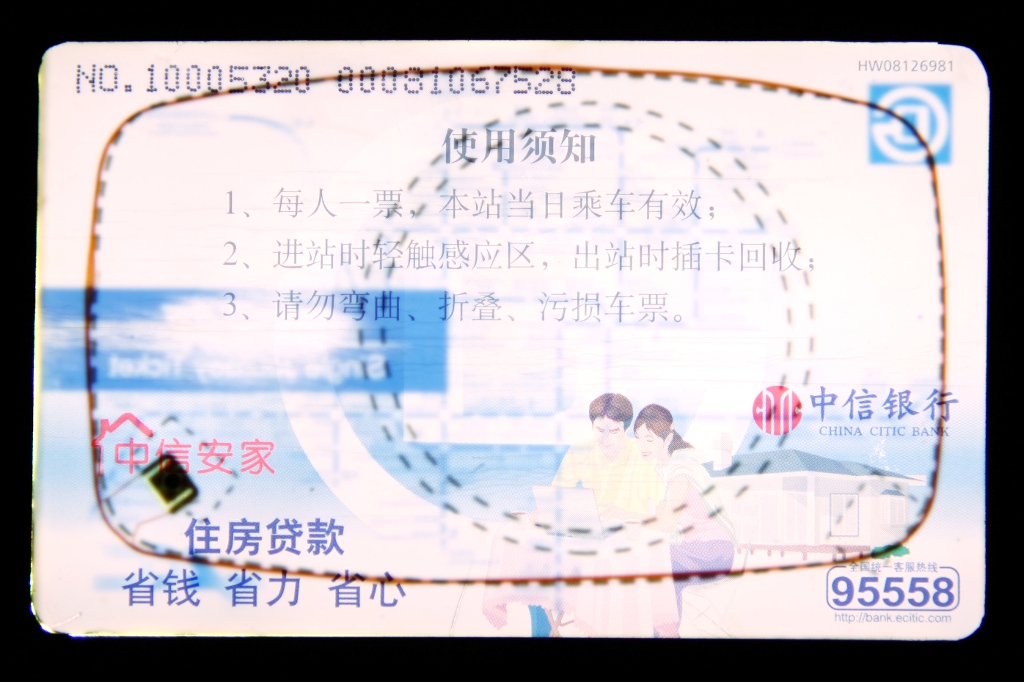 NO.10005320 00031067528
HW08126981
使用须知
1、每人一票，本站当日乘车有效；
2、进站时轻触感应区，出站时插卡回收；
3、请勿弯曲、折叠、污损车票。
中信银行
CHINA CITIC BANK
中信安家
住房贷款
省钱 省力 省心
全国统一客服热线
95558
http://bank.ecitic.com